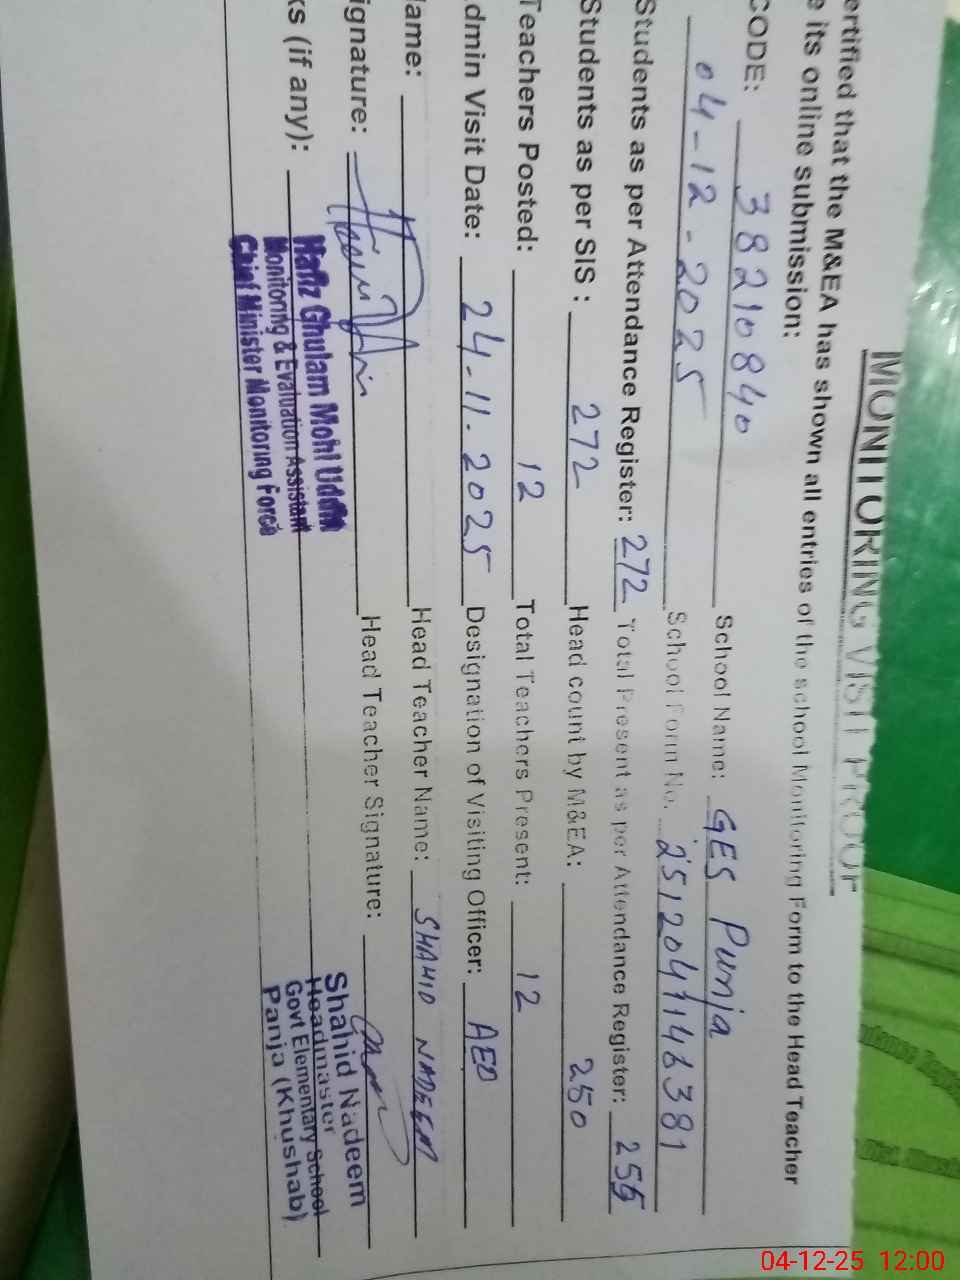 MONITORING VISIT PROOF
ertified that the M&EA has shown all entries of the school Monitoring Form to the Head Teacher
e its online submission:
CODE: 38210840 School Name: GES Punja
04-12-2025 School Form No. 2512041146381
Students as per Attendance Register: 272 Total Present as per Attendance Register: 255
Students as per SIS : 272 Head count by M&EA: 250
Teachers Posted: 12 Total Teachers Present: 12
dmin Visit Date: 24-11-2025 Designation of Visiting Officer: AEO
ame: Head Teacher Name: SHAHID NADEEM
ignature: Head Teacher Signature:
ks (if any):
Hafiz Ghulam Mohi Uddin
Monitoring & Evaluation Assistant
Chief Minister Monitoring Force
Shahid Nadeem
Headmaster
Govt Elementary School
Panja (Khushab)
04-12-25 12:00